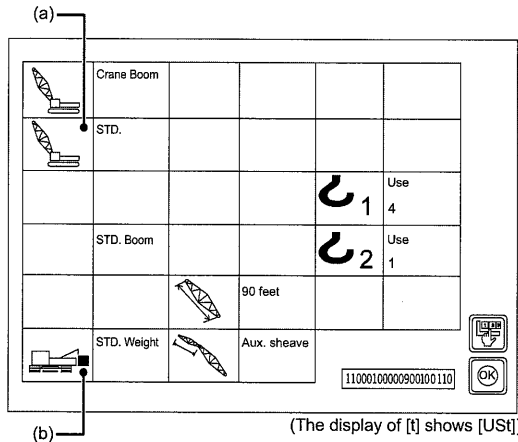 (a)
Crane Boom
STD.
1
Use
4
STD. Boom
2
Use
1
90 feet
STD. Weight
Aux. sheave
11000100000900100110
OK
(b)
(The display of [t] shows [USt]